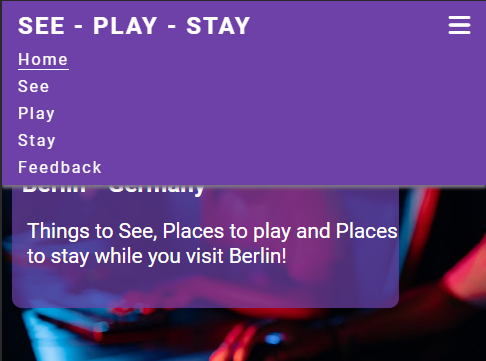 SEE - PLAY - STAY
Home
See
Play
Stay
Feedback
Berlin - Germany
Things to See, Places to play and Places
to stay while you visit Berlin!